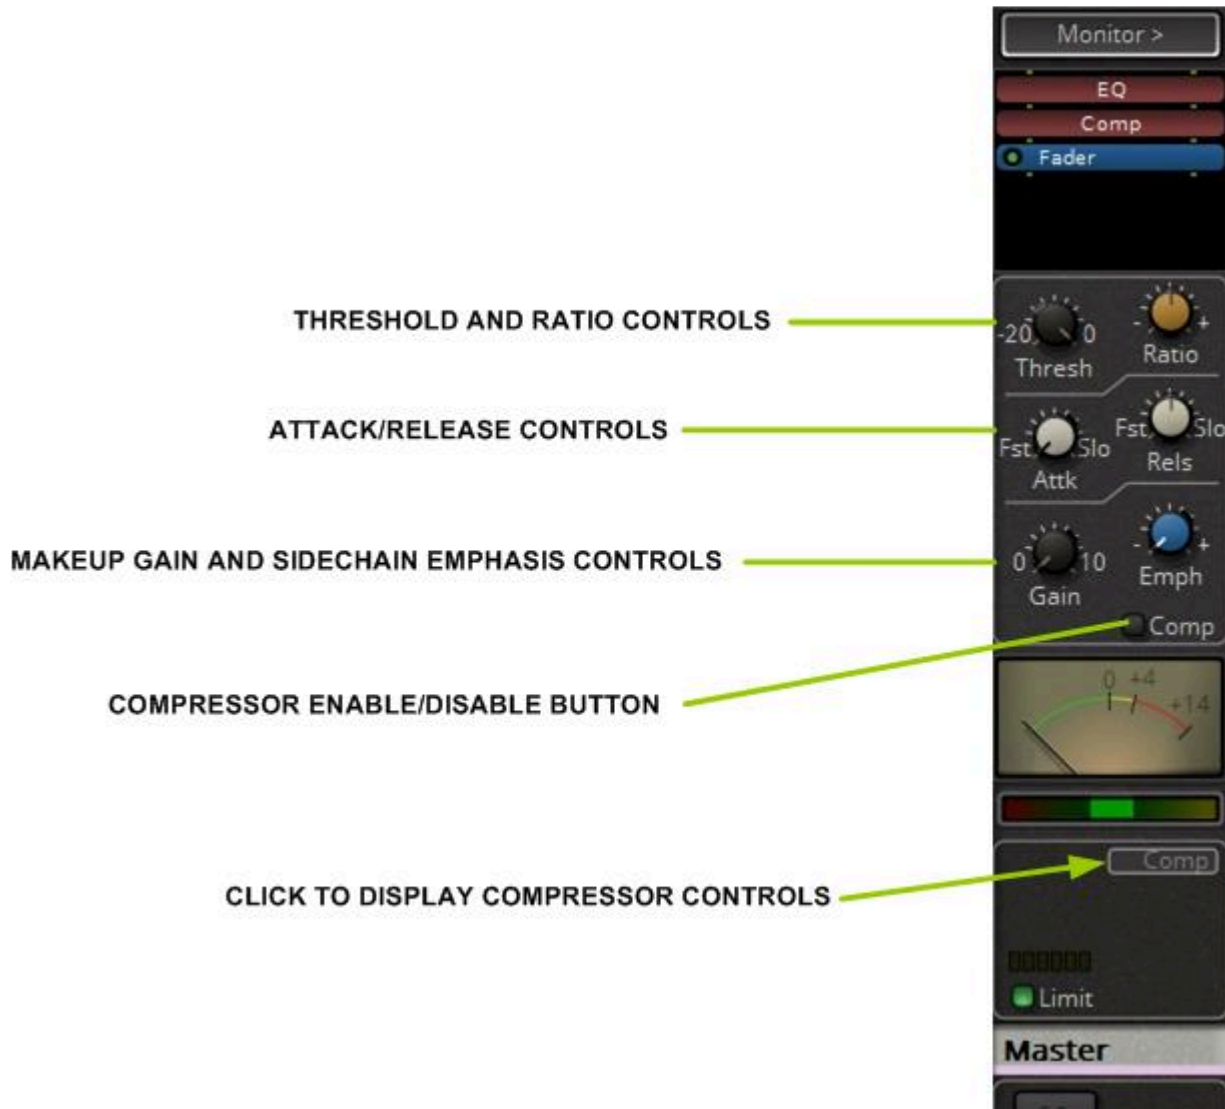 Monitor >
EQ
Comp
Fader
THRESHOLD AND RATIO CONTROLS
-20 0 - +
Thresh Ratio
ATTACK/RELEASE CONTROLS
Fst Slo Fst Slo
Attk Rels
MAKEUP GAIN AND SIDECHAIN EMPHASIS CONTROLS
0 10 - +
Gain Emph
Comp
COMPRESSOR ENABLE/DISABLE BUTTON
0 +4 +14
Comp
CLICK TO DISPLAY COMPRESSOR CONTROLS
Limit
Master